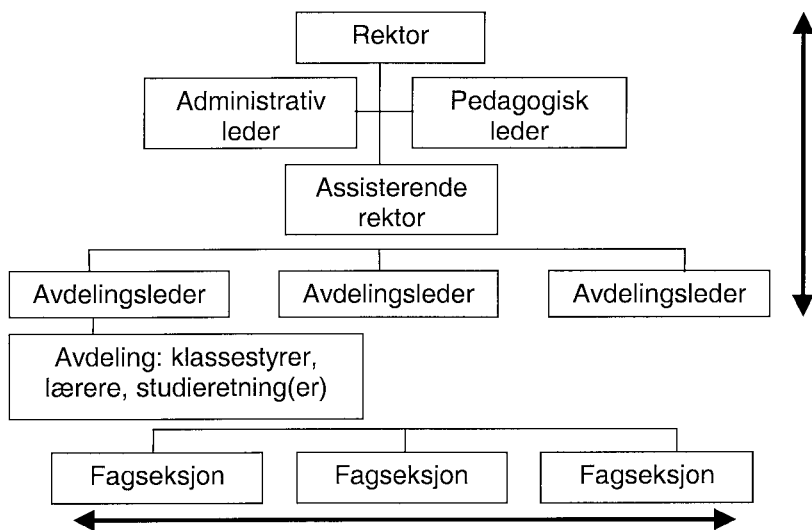 Rektor
Administrativ
leder
Pedagogisk
leder
Assisterende
rektor
Avdelingsleder
Avdelingsleder
Avdelingsleder
Avdeling: klassestyrer,
lærere, studieretning(er)
Fagseksjon
Fagseksjon
Fagseksjon